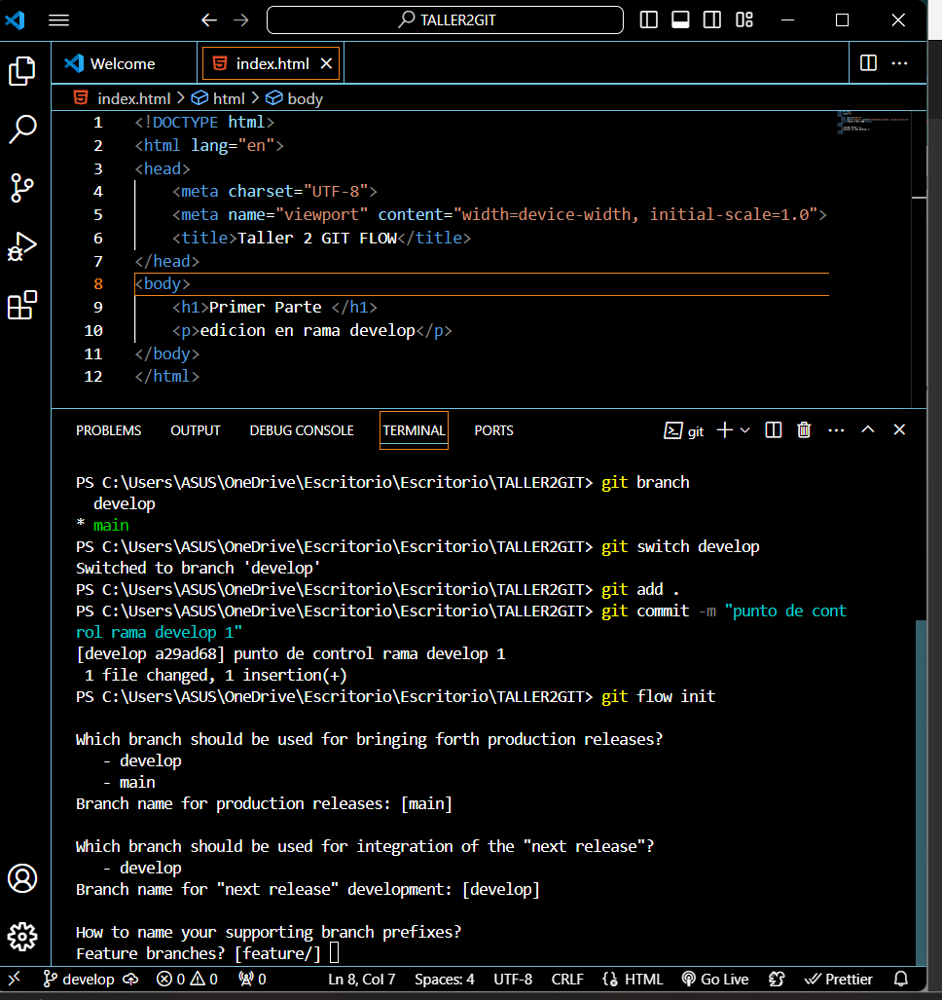 TALLER2GIT
Welcome
index.html
index.html > html > body
1 <!DOCTYPE html>
2 <html lang="en">
3 <head>
4 <meta charset="UTF-8">
5 <meta name="viewport" content="width=device-width, initial-scale=1.0">
6 <title>Taller 2 GIT FLOW</title>
7 </head>
8 <body>
9 <h1>Primer Parte </h1>
10 <p>edicion en rama develop</p>
11 </body>
12 </html>
PROBLEMS OUTPUT DEBUG CONSOLE TERMINAL PORTS git
PS C:\Users\ASUS\OneDrive\Escritorio\Escritorio\TALLER2GIT> git branch
develop
* main
PS C:\Users\ASUS\OneDrive\Escritorio\Escritorio\TALLER2GIT> git switch develop
Switched to branch 'develop'
PS C:\Users\ASUS\OneDrive\Escritorio\Escritorio\TALLER2GIT> git add .
PS C:\Users\ASUS\OneDrive\Escritorio\Escritorio\TALLER2GIT> git commit -m "punto de cont
rol rama develop 1"
[develop a29ad68] punto de control rama develop 1
1 file changed, 1 insertion(+)
PS C:\Users\ASUS\OneDrive\Escritorio\Escritorio\TALLER2GIT> git flow init
Which branch should be used for bringing forth production releases?
- develop
- main
Branch name for production releases: [main]
Which branch should be used for integration of the "next release"?
- develop
Branch name for "next release" development: [develop]
How to name your supporting branch prefixes?
Feature branches? [feature/]
develop 0 0 0 Ln 8, Col 7 Spaces: 4 UTF-8 CRLF HTML Go Live Prettier